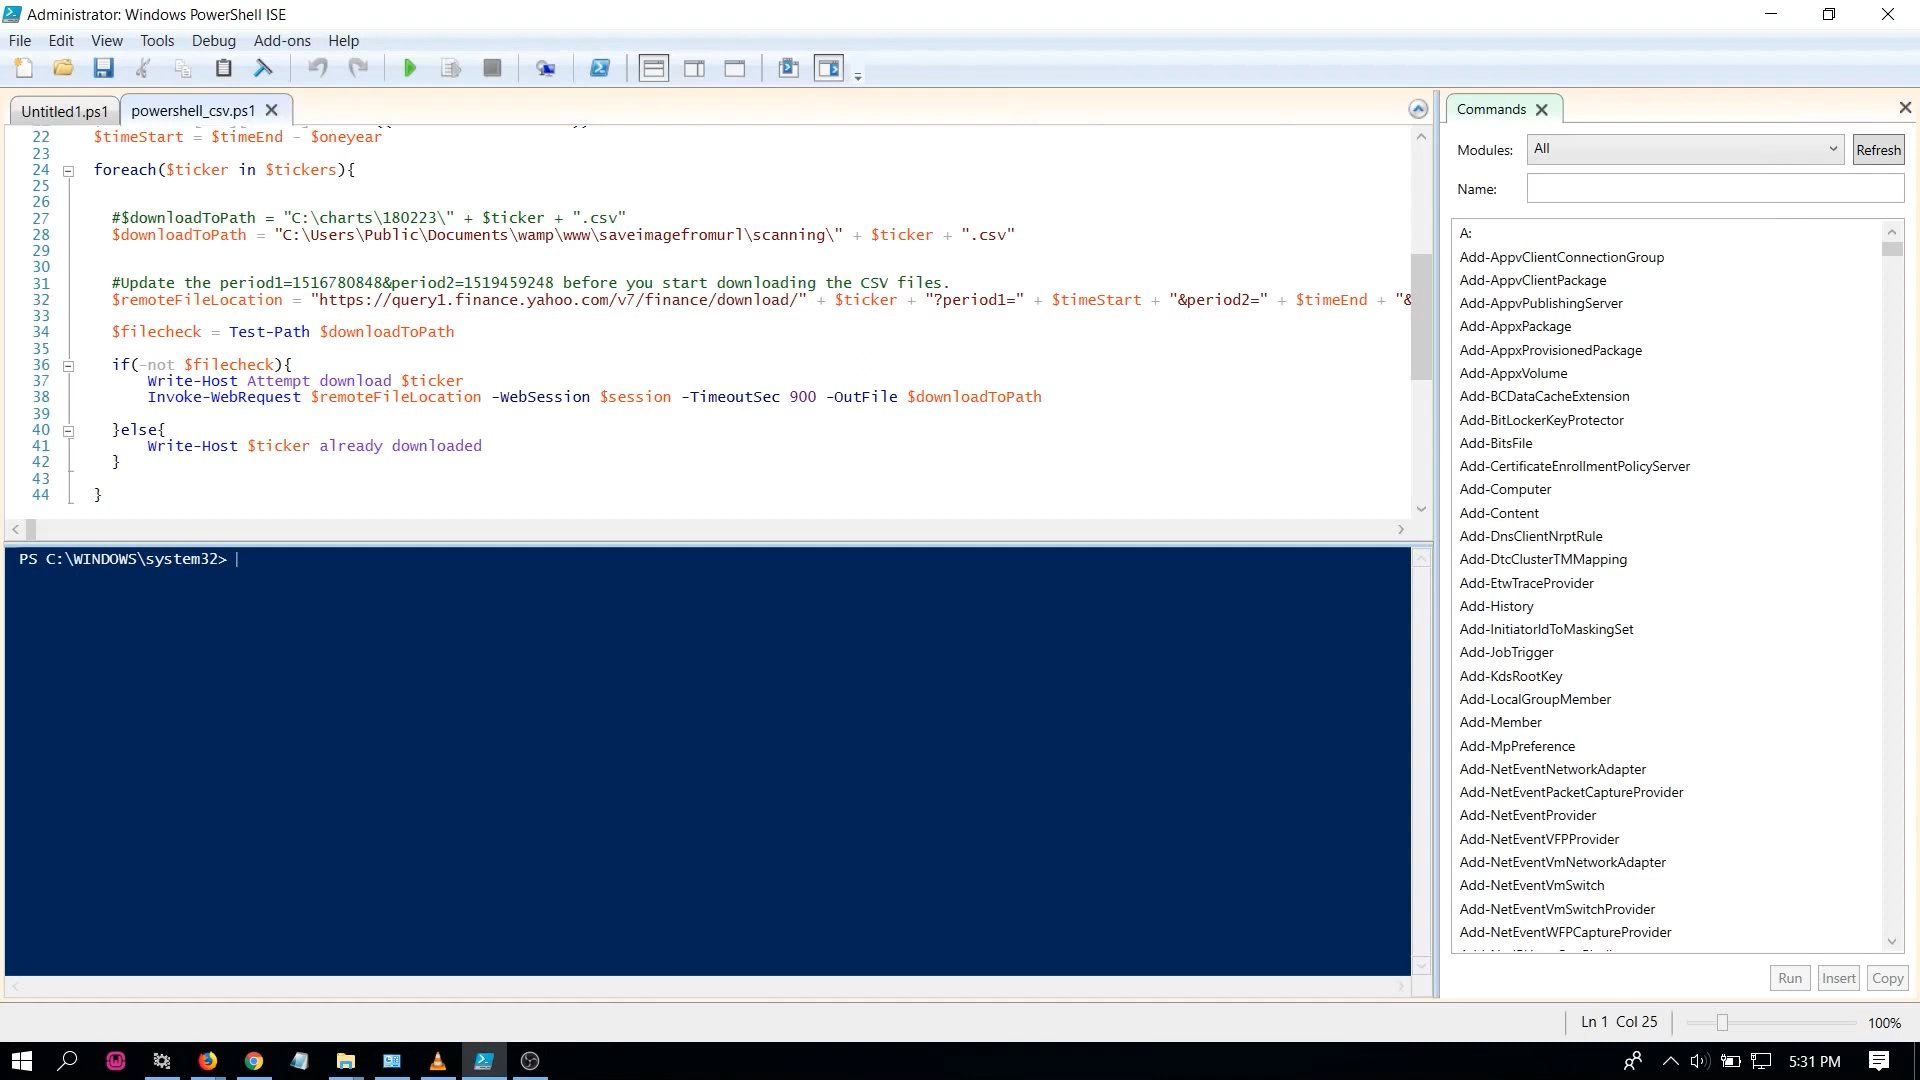 Administrator: Windows PowerShell ISE
File Edit View Tools Debug Add-ons Help
Untitled1.ps1 powershell_csv.ps1
22 $timeStart = $timeEnd - $oneyear
23
24 foreach($ticker in $tickers){
25
26
27 #$downloadToPath = "C:\charts\180223\" + $ticker + ".csv"
28 $downloadToPath = "C:\Users\Public\Documents\wamp\www\saveimagefromurl\scanning\" + $ticker + ".csv"
29
30
31 #Update the period1=1516780848&period2=1519459248 before you start downloading the CSV files.
32 $remoteFileLocation = "https://query1.finance.yahoo.com/v7/finance/download/" + $ticker + "?period1=" + $timeStart + "&period2=" + $timeEnd + "&
33
34 $filecheck = Test-Path $downloadToPath
35
36 if(-not $filecheck){
37 Write-Host Attempt download $ticker
38 Invoke-WebRequest $remoteFileLocation -WebSession $session -TimeoutSec 900 -OutFile $downloadToPath
39
40 }else{
41 Write-Host $ticker already downloaded
42 }
43
44 }
PS C:\WINDOWS\system32>
Commands
Modules: All Refresh
Name:
A:
Add-AppvClientConnectionGroup
Add-AppvClientPackage
Add-AppvPublishingServer
Add-AppxPackage
Add-AppxProvisionedPackage
Add-AppxVolume
Add-BCDataCacheExtension
Add-BitLockerKeyProtector
Add-BitsFile
Add-CertificateEnrollmentPolicyServer
Add-Computer
Add-Content
Add-DnsClientNrptRule
Add-DtcClusterTMMapping
Add-EtwTraceProvider
Add-History
Add-InitiatorIdToMaskingSet
Add-JobTrigger
Add-KdsRootKey
Add-LocalGroupMember
Add-Member
Add-MpPreference
Add-NetEventNetworkAdapter
Add-NetEventPacketCaptureProvider
Add-NetEventProvider
Add-NetEventVFPProvider
Add-NetEventVmNetworkAdapter
Add-NetEventVmSwitch
Add-NetEventVmSwitchProvider
Add-NetEventWFPCaptureProvider
Run Insert Copy
Ln 1 Col 25 100%
5:31 PM